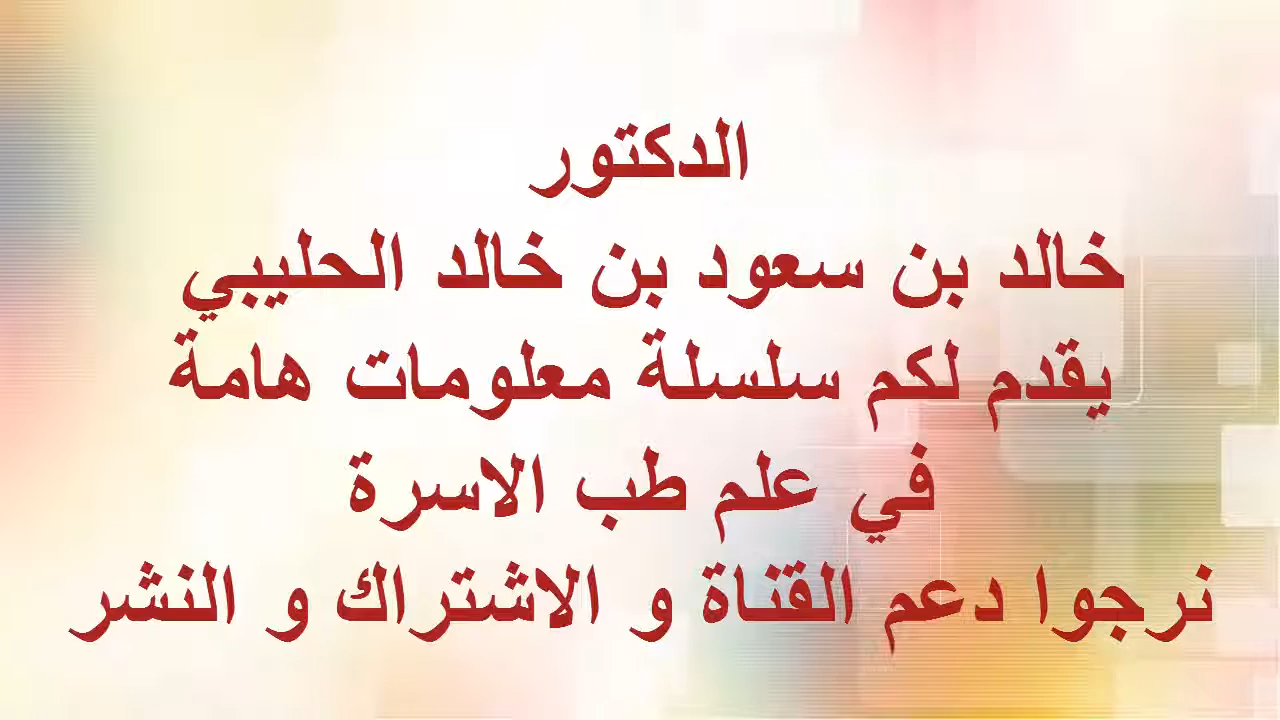 الدكتور
خالد بن سعود بن خالد الحليبي
يقدم لكم سلسلة معلومات هامة
في علم طب الاسرة
نرجوا دعم القناة و الاشتراك و النشر